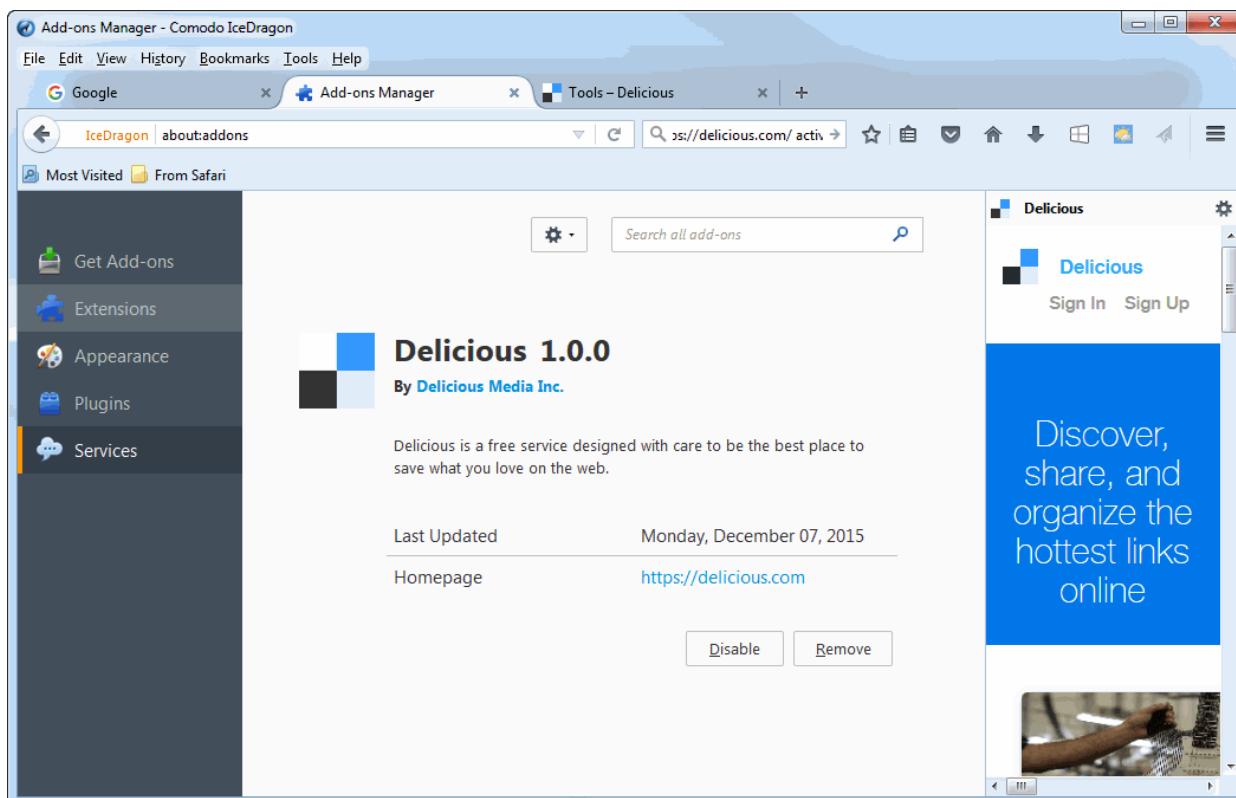 Add-ons Manager - Comodo IceDragon
File Edit View History Bookmarks Tools Help
Google
Add-ons Manager
Tools – Delicious
IceDragon about:addons
://delicious.com/ activ
Most Visited From Safari
Get Add-ons
Extensions
Appearance
Plugins
Services
Search all add-ons
Delicious 1.0.0
By Delicious Media Inc.
Delicious is a free service designed with care to be the best place to
save what you love on the web.
Last Updated Monday, December 07, 2015
Homepage https://delicious.com
Disable Remove
Delicious
Delicious
Sign In Sign Up
Discover,
share, and
organize the
hottest links
online